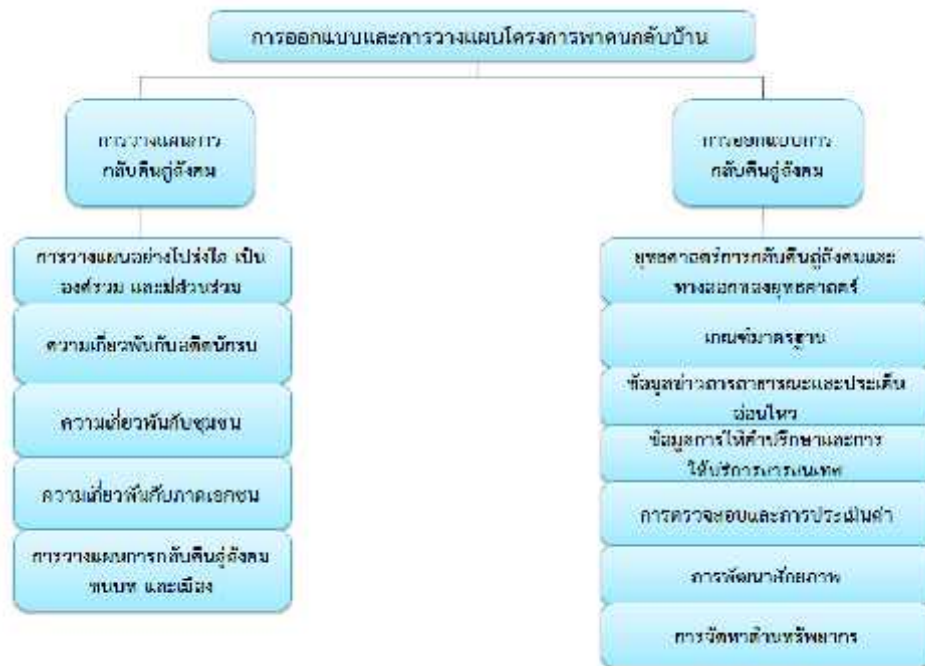 การออกแบบและการวางแผนโครงการพาคนกลับบ้าน
การวางแผนการ
กลับคืนสู่สังคม
การออกแบบการ
กลับคืนสู่สังคม
การวางแผนอย่างโปร่งใส เป็น
องค์รวม และมีส่วนร่วม
ความเกี่ยวพันกับอดีตนักรบ
ความเกี่ยวพันกับชุมชน
ความเกี่ยวพันกับภาคเอกชน
การวางแผนการกลับคืนสู่สังคม
ชนบท และเมือง
ยุทธศาสตร์การกลับคืนสู่สังคมและ
ทางออกของยุทธศาสตร์
เกณฑ์มาตรฐาน
ข้อมูลข่าวสารสาธารณะและประเด็น
อ่อนไหว
ข้อมูลการให้คำปรึกษาและการ
ให้บริการสารสนเทศ
การตรวจสอบและการประเมินค่า
การพัฒนาศักยภาพ
การจัดหาด้านทรัพยากร